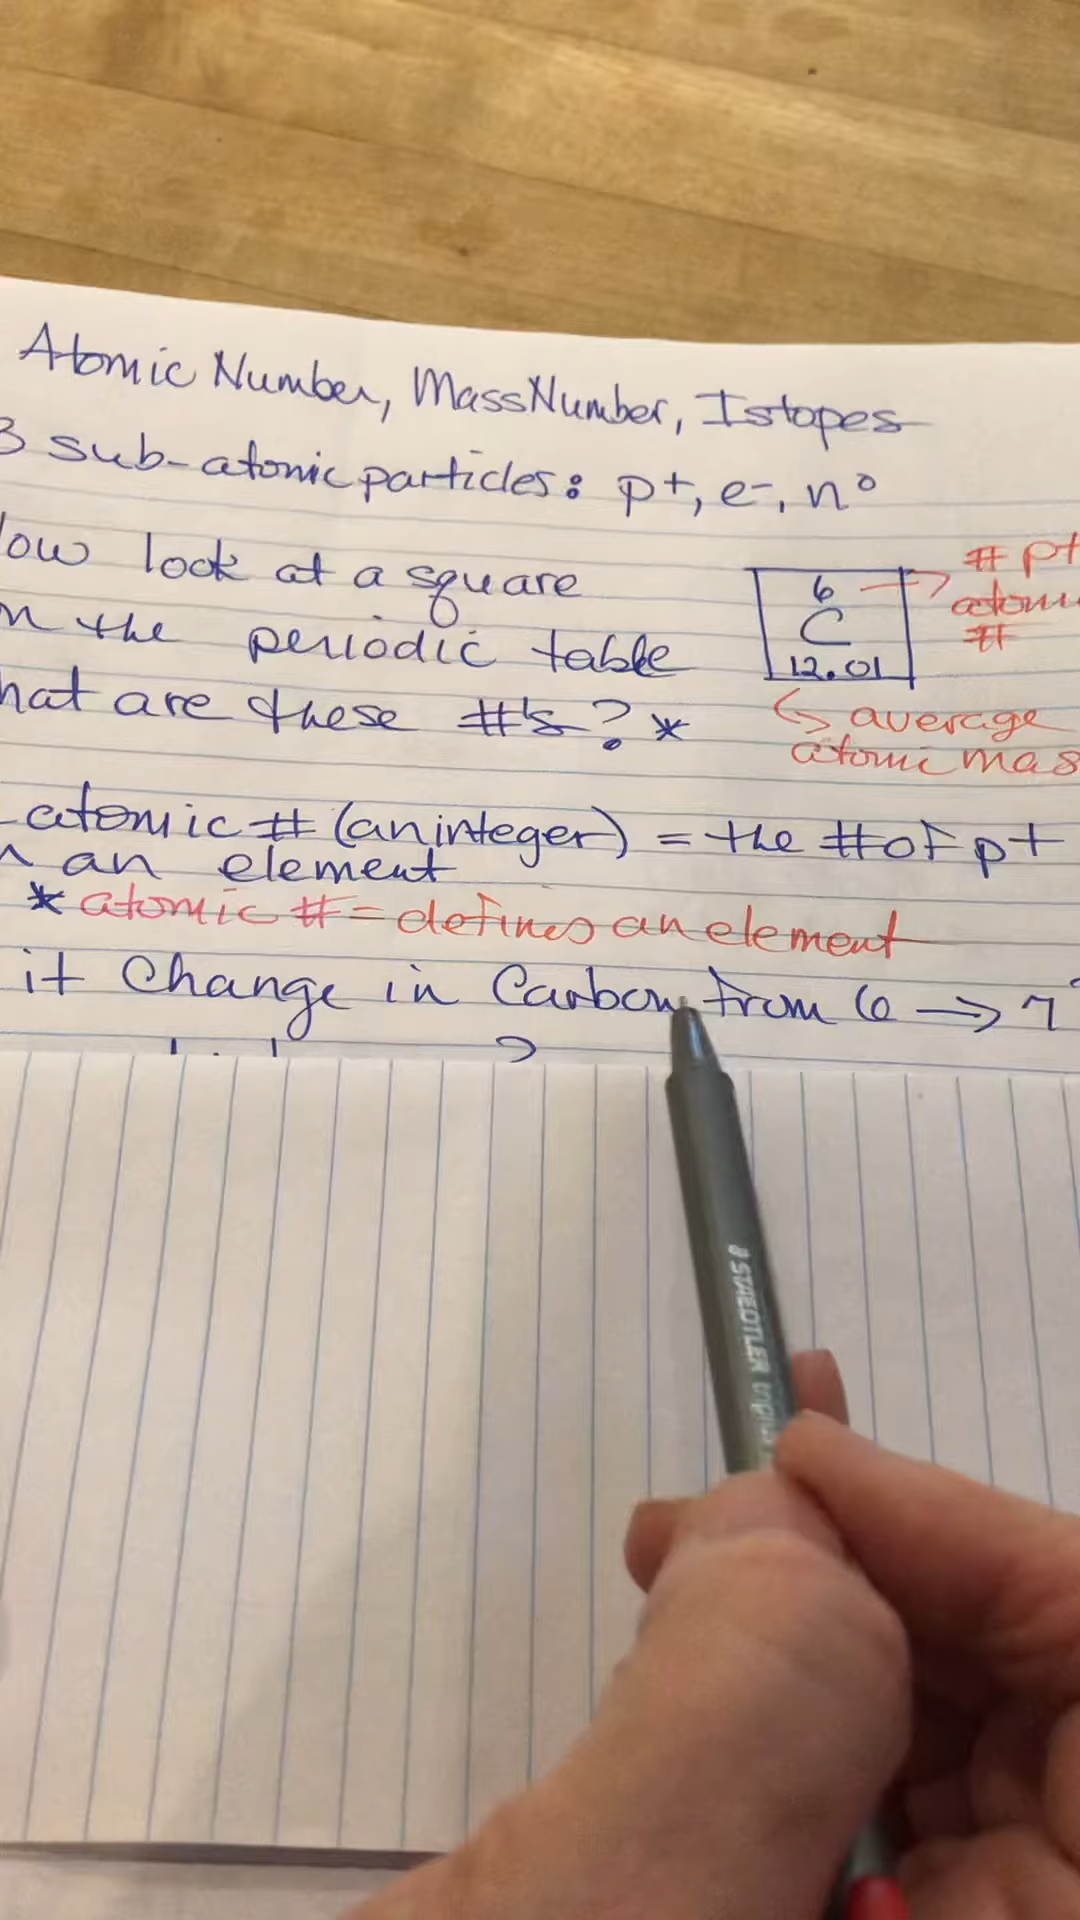 Atomic Number, Mass Number, Istopes
3 sub-atomic particles: p+, e-, n°
low look at a square
n the periodic table
hat are these #'s? *
6
C
12.01
# p+
atomic
#
average
atomic mas
atomic # (an integer) = the # of p+
n an element
* atomic # = defines an element
it change in Carbon from 6 → 7
?
STAEDTLER